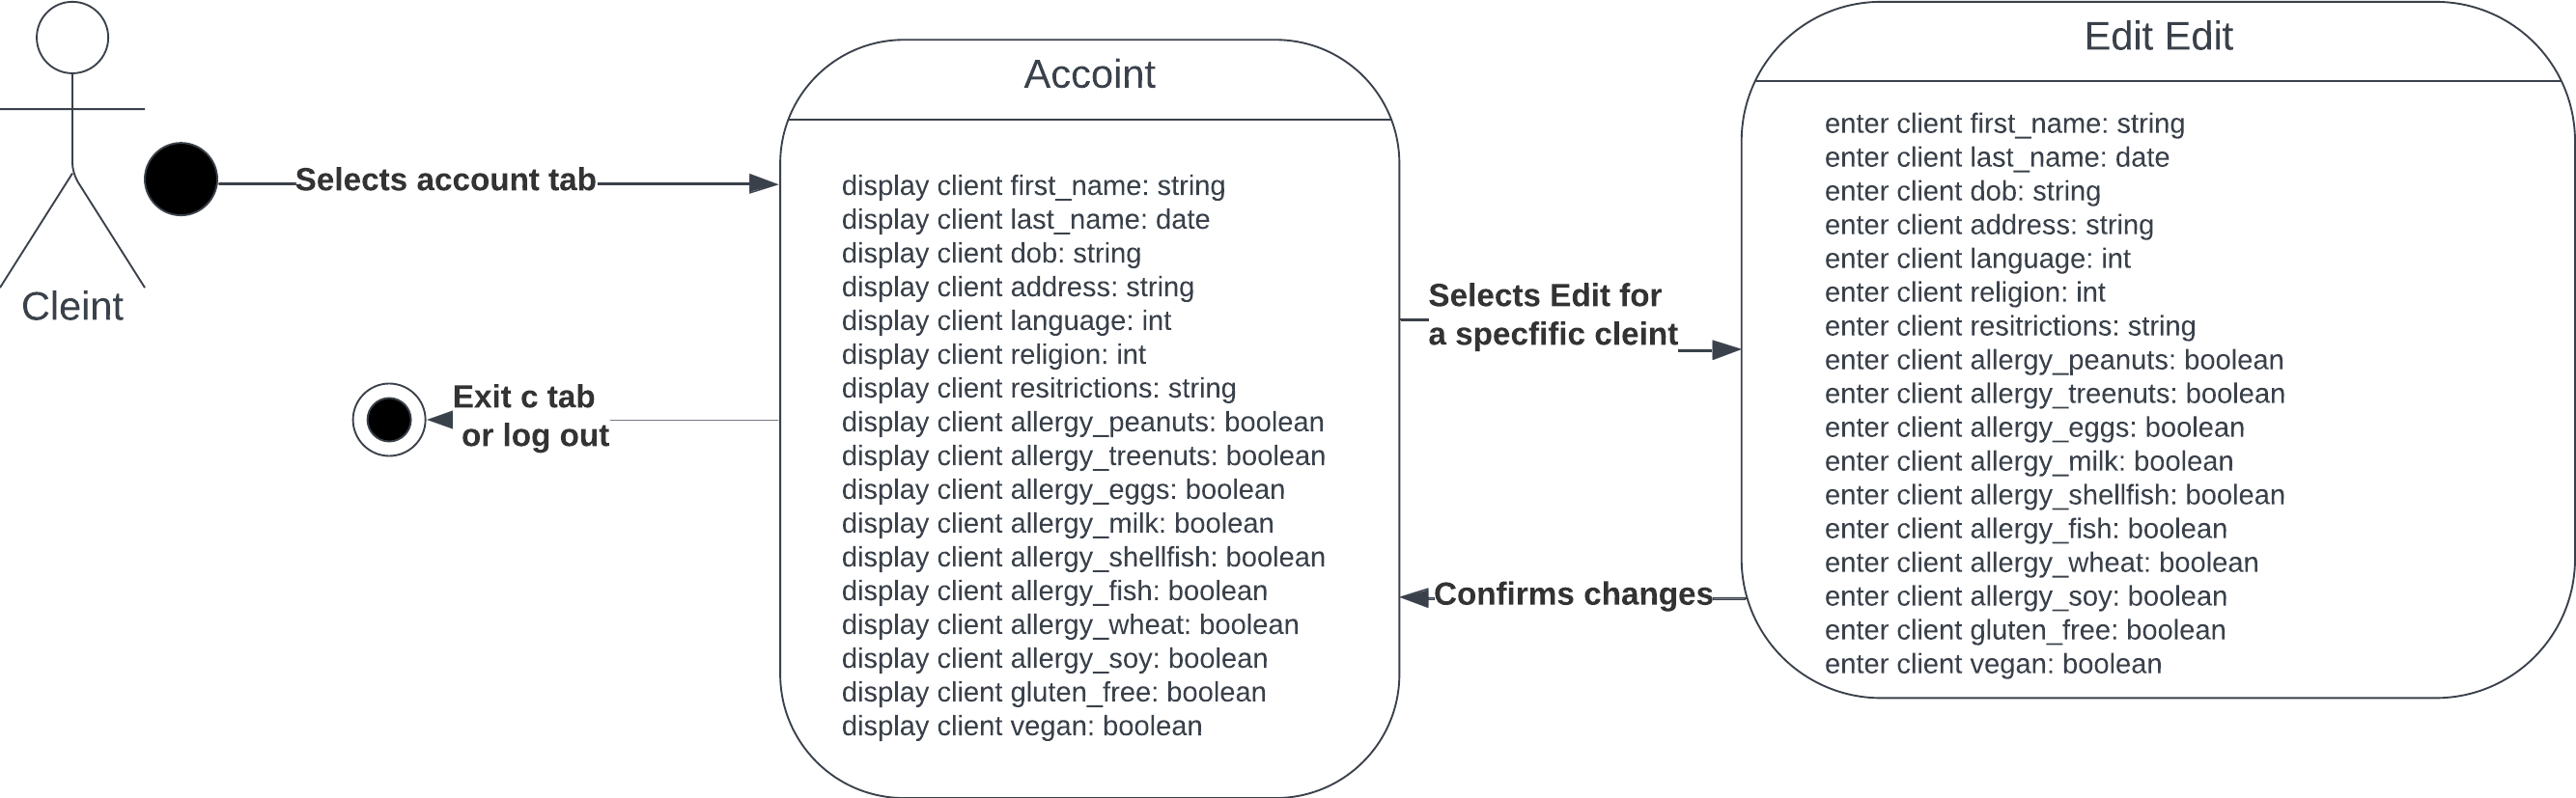 Cleint
Selects account tab
Exit c tab
or log out
Accoint
display client first_name: string
display client last_name: date
display client dob: string
display client address: string
display client language: int
display client religion: int
display client resitrictions: string
display client allergy_peanuts: boolean
display client allergy_treenuts: boolean
display client allergy_eggs: boolean
display client allergy_milk: boolean
display client allergy_shellfish: boolean
display client allergy_fish: boolean
display client allergy_wheat: boolean
display client allergy_soy: boolean
display client gluten_free: boolean
display client vegan: boolean
Selects Edit for
a specfific cleint
Confirms changes
Edit Edit
enter client first_name: string
enter client last_name: date
enter client dob: string
enter client address: string
enter client language: int
enter client religion: int
enter client resitrictions: string
enter client allergy_peanuts: boolean
enter client allergy_treenuts: boolean
enter client allergy_eggs: boolean
enter client allergy_milk: boolean
enter client allergy_shellfish: boolean
enter client allergy_fish: boolean
enter client allergy_wheat: boolean
enter client allergy_soy: boolean
enter client gluten_free: boolean
enter client vegan: boolean